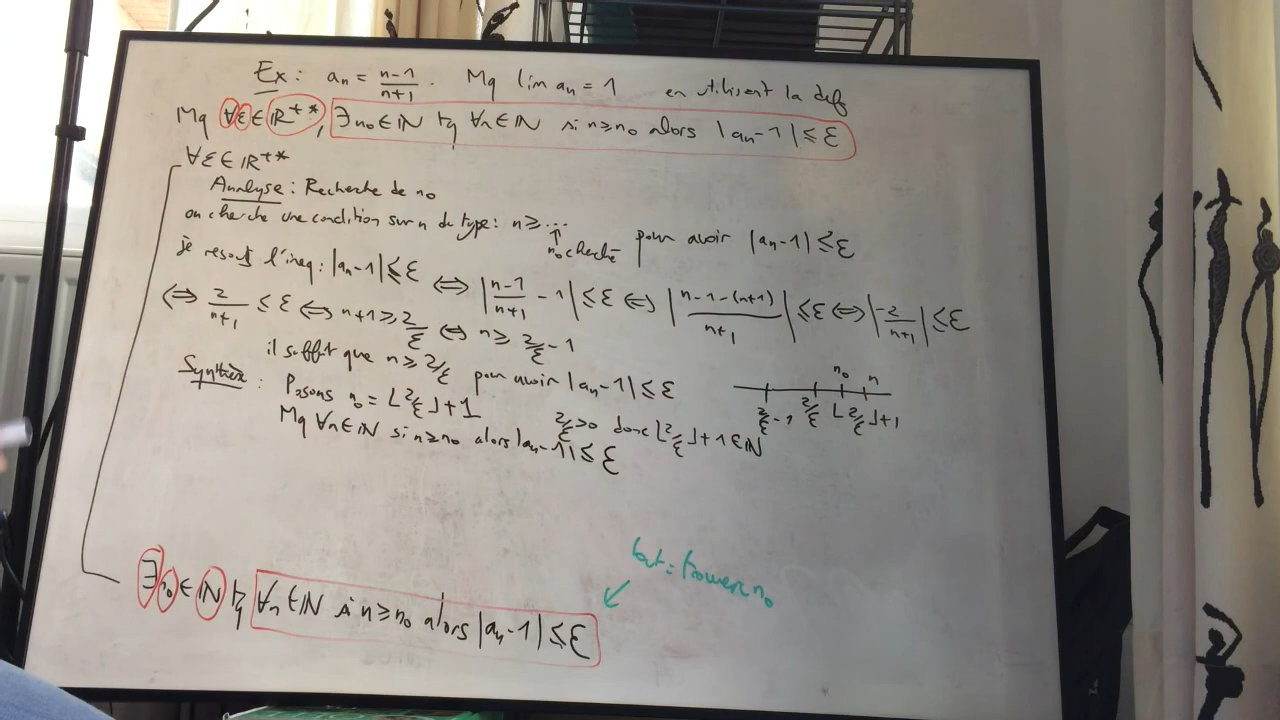 Ex : an = n-1/n+1 . Mq lim an = 1 en utilisant la def
Mq ∀ε∈ℝ+*, ∃n0∈ℕ tq ∀n∈ℕ si n≥n0 alors |an-1|≤ε
∀ε∈ℝ+*
Analyse : Recherche de n0
on cherche une condition sur n du type : n≥... pour avoir |an-1|≤ε
↑
n0 cherché
je resous l'ineq : |an-1|≤ε ⟺ |n-1/n+1 - 1|≤ε ⟺ |n-1-(n+1)/n+1|≤ε ⟺ |-2/n+1|≤ε
⟺ 2/n+1 ≤ε ⟺ n+1≥2/ε ⟺ n≥ 2/ε-1
il suffit que n≥2/ε pour avoir |an-1|≤ε
Synthèse : Posons n0 = ⌊2/ε⌋+1
2/ε>0 donc ⌊2/ε⌋+1∈ℕ
Mq ∀n∈ℕ si n≥n0 alors |an-1|≤ε
n0 n
2/ε-1 2/ε ⌊2/ε⌋+1
but : trouver n0
∃n0∈ℕ tq ∀n∈ℕ si n≥n0 alors |an-1|≤ε